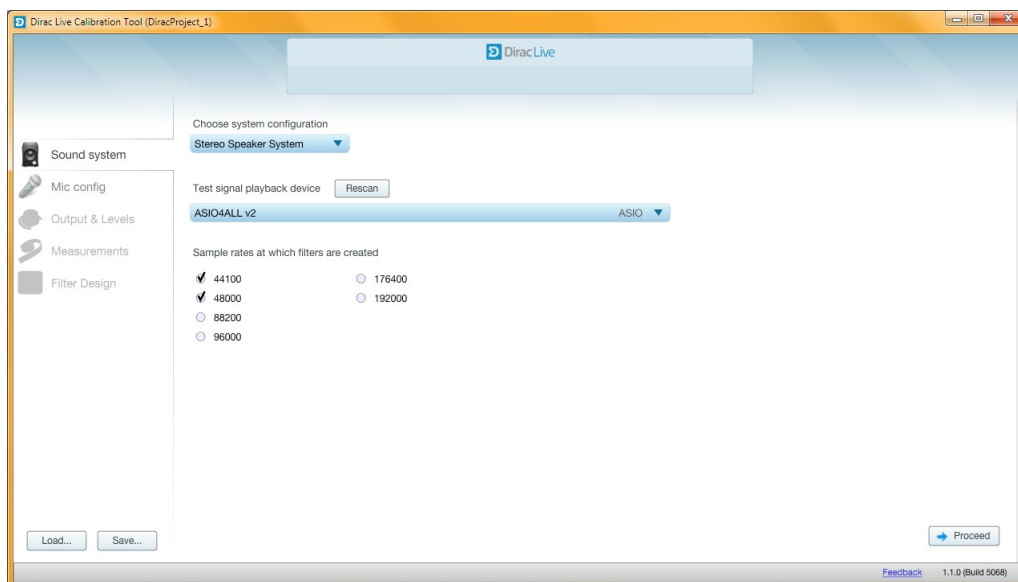 Dirac Live Calibration Tool (DiracProject_1)
Dirac Live
Choose system configuration
Stereo Speaker System
Sound system
Mic config
Output & Levels
Measurements
Filter Design
Test signal playback device
Rescan
ASIO4ALL v2
ASIO
Sample rates at which filters are created
44100
176400
48000
192000
88200
96000
Load...
Save...
Proceed
Feedback
1.1.0 (Build 5068)